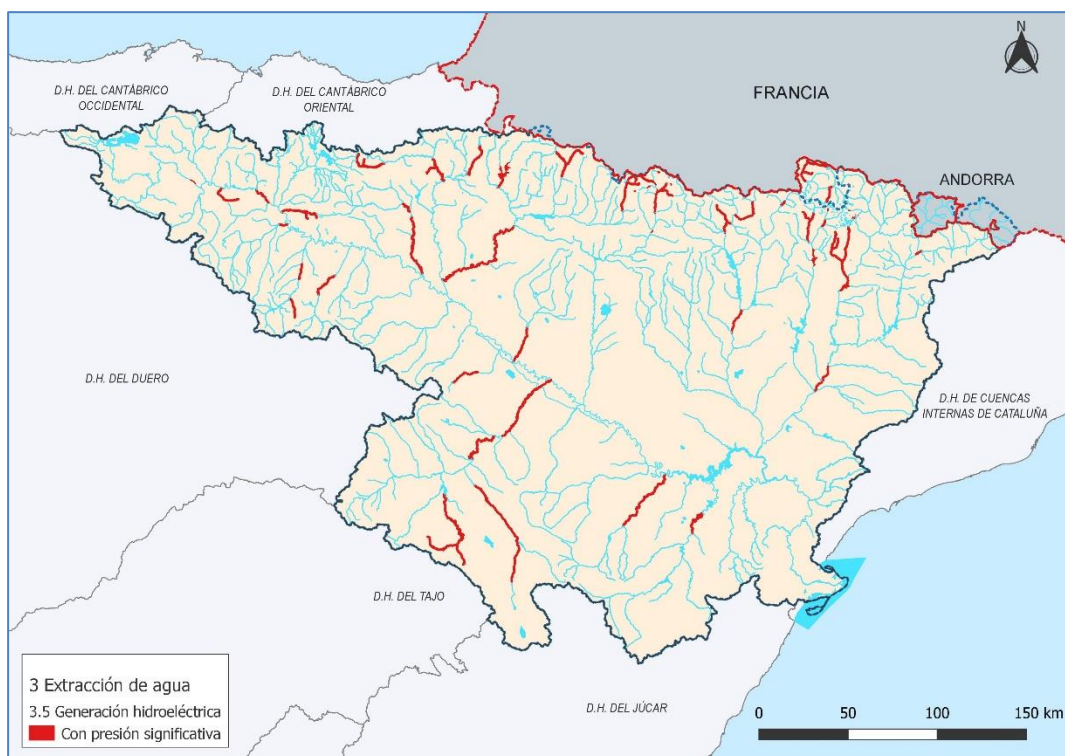 N
D.H. DEL CANTÁBRICO
OCCIDENTAL
D.H. DEL CANTÁBRICO
ORIENTAL
FRANCIA
ANDORRA
D.H. DEL DUERO
D.H. DE CUENCAS
INTERNAS DE CATALUÑA
D.H. DEL TAJO
D.H. DEL JÚCAR
3 Extracción de agua
3.5 Generación hidroeléctrica
Con presión significativa
0 50 100 150 km